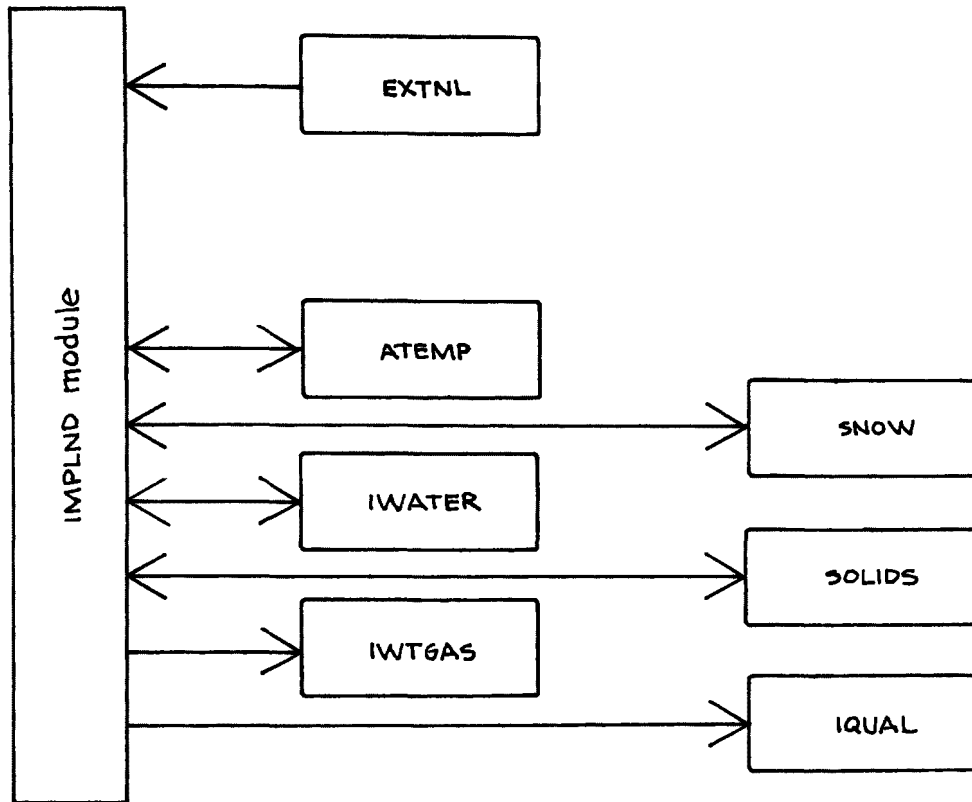 EXTNL
IMPLND module
ATEMP
SNOW
IWATER
SOLIDS
IWTGAS
IQUAL